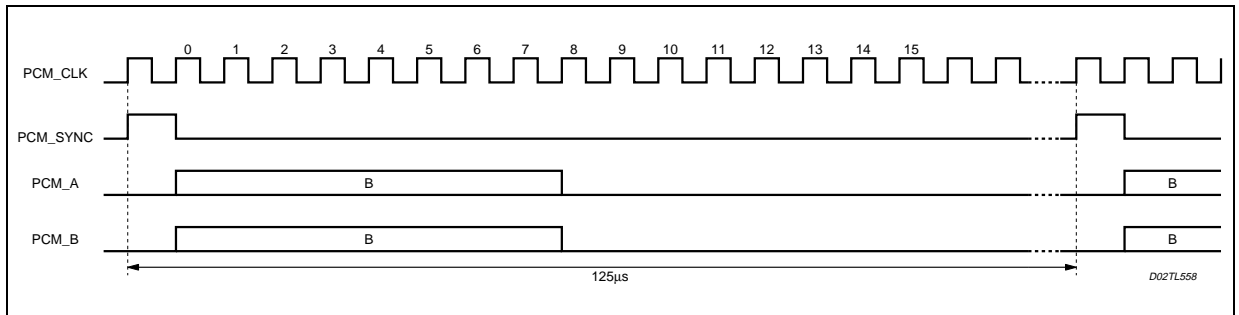 0 1 2 3 4 5 6 7 8 9 10 11 12 13 14 15
PCM_CLK
PCM_SYNC
PCM_A B B
PCM_B B B
125µs
D02TL558